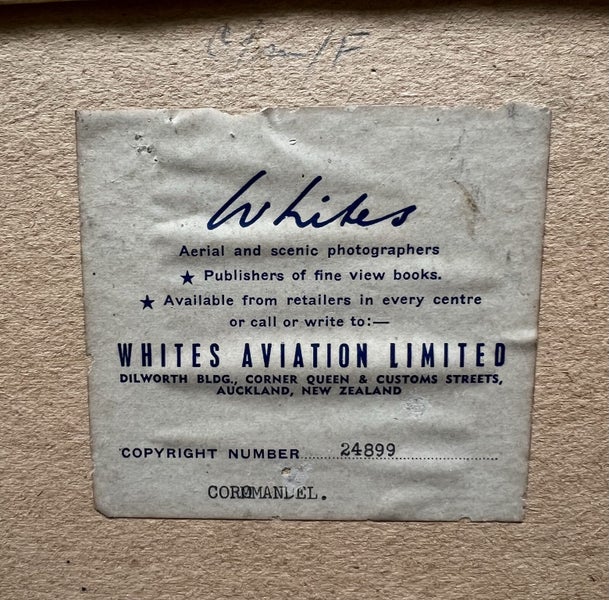 Whites
Aerial and scenic photographers
★ Publishers of fine view books.
★ Available from retailers in every centre
or call or write to:—
WHITES AVIATION LIMITED
DILWORTH BLDG., CORNER QUEEN & CUSTOMS STREETS,
AUCKLAND, NEW ZEALAND
COPYRIGHT NUMBER 24899
COROMANDEL.